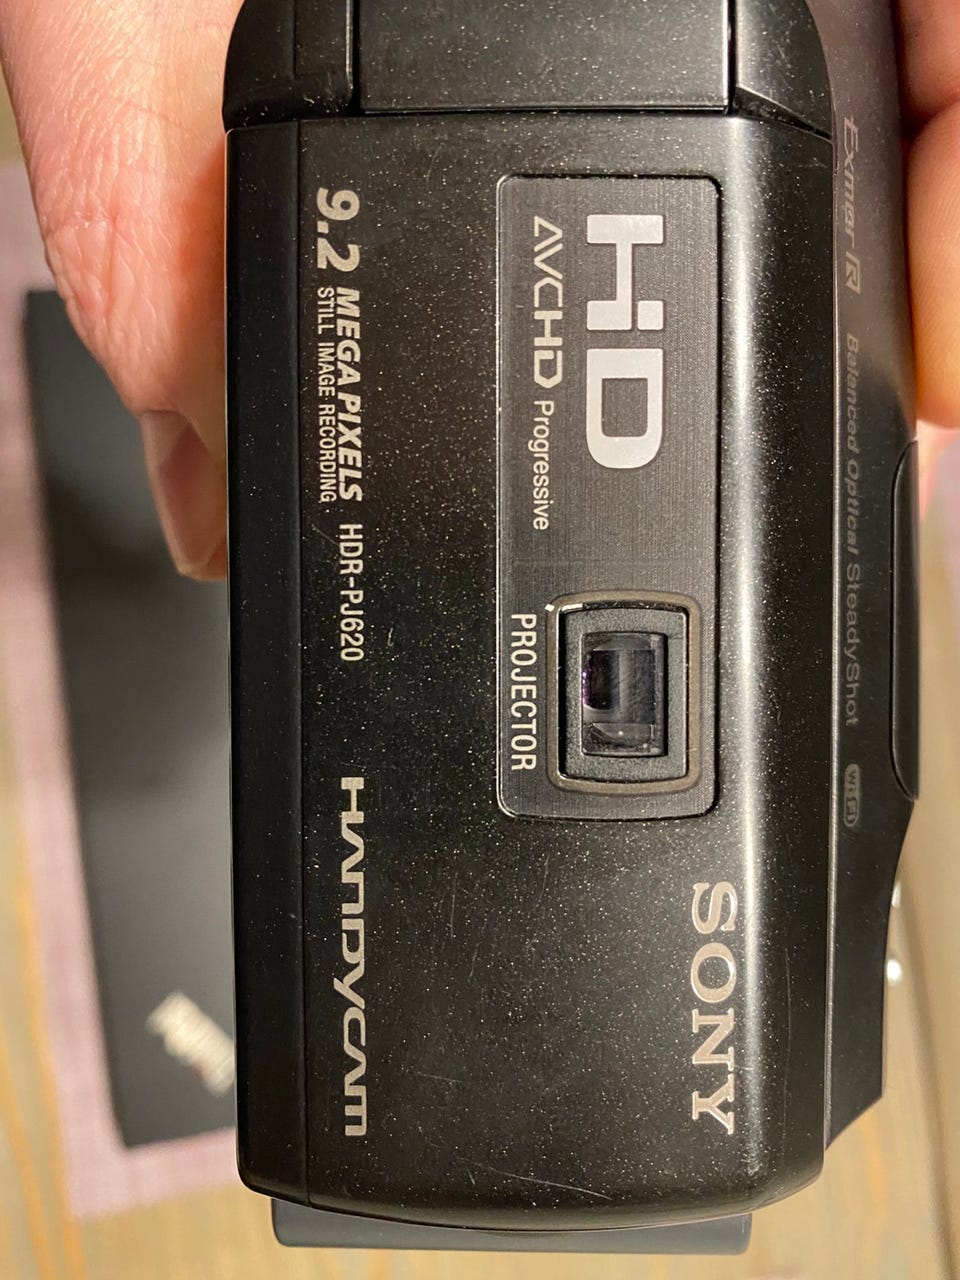 Exmor R Balanced Optical SteadyShot Wi Fi
SONY
HD
AVCHD Progressive
PROJECTOR
9.2 MEGA PIXELS
STILL IMAGE RECORDING
HDR-PJ620
HANDYCAM